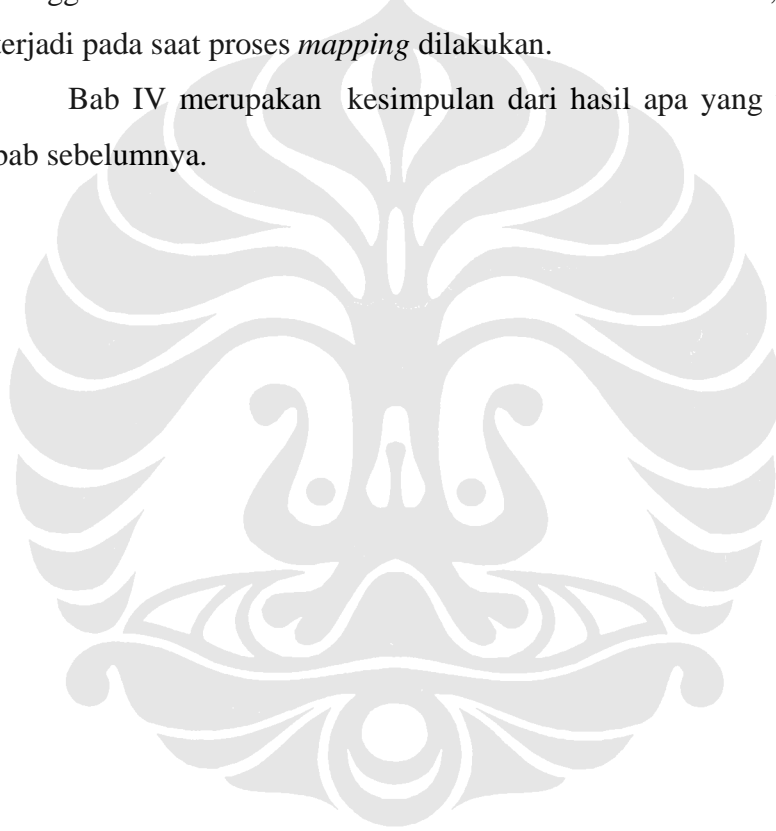 terjadi pada saat proses mapping dilakukan.
Bab IV merupakan kesimpulan dari hasil apa yang
bab sebelumnya.